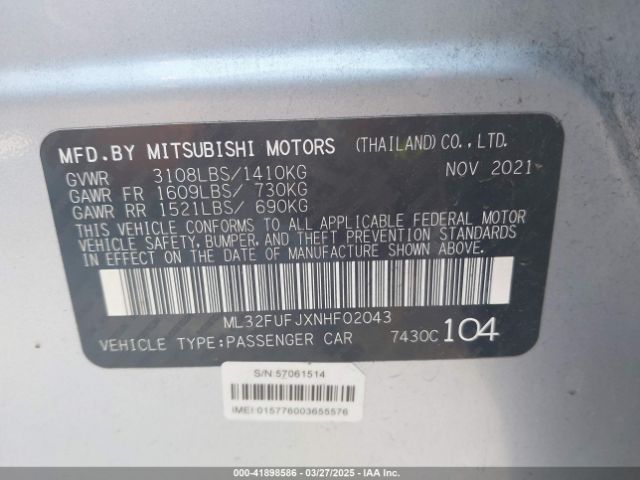 MFD.BY MITSUBISHI MOTORS (THAILAND) CO., LTD.
GVWR 3108LBS/1410KG NOV 2021
GAWR FR 1609LBS/ 730KG
GAWR RR 1521LBS/ 690KG
THIS VEHICLE CONFORMS TO ALL APPLICABLE FEDERAL MOTOR
VEHICLE SAFETY, BUMPER, AND THEFT PREVENTION STANDARDS
IN EFFECT ON THE DATE OF MANUFACTURE SHOWN ABOVE.
ML32FUFJXNHF02043
VEHICLE TYPE:PASSENGER CAR 7430C 104
S/N:57061514
IMEI:015776003655576
000-41898586 - 03/27/2025 - IAAI.COM